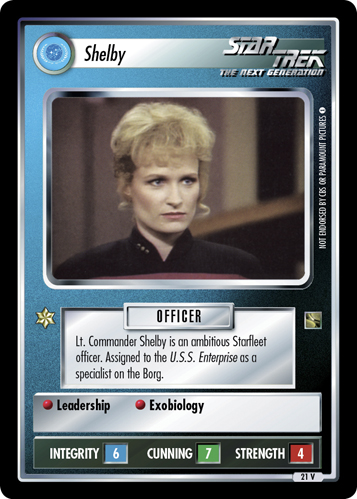 Shelby
STAR TREK
THE NEXT GENERATION
NOT ENDORSED BY CBS OR PARAMOUNT PICTURES
OFFICER
Lt. Commander Shelby is an ambitious Starfleet
officer. Assigned to the U.S.S. Enterprise as a
specialist on the Borg.
Leadership Exobiology
INTEGRITY 6 CUNNING 7 STRENGTH 4
21 V